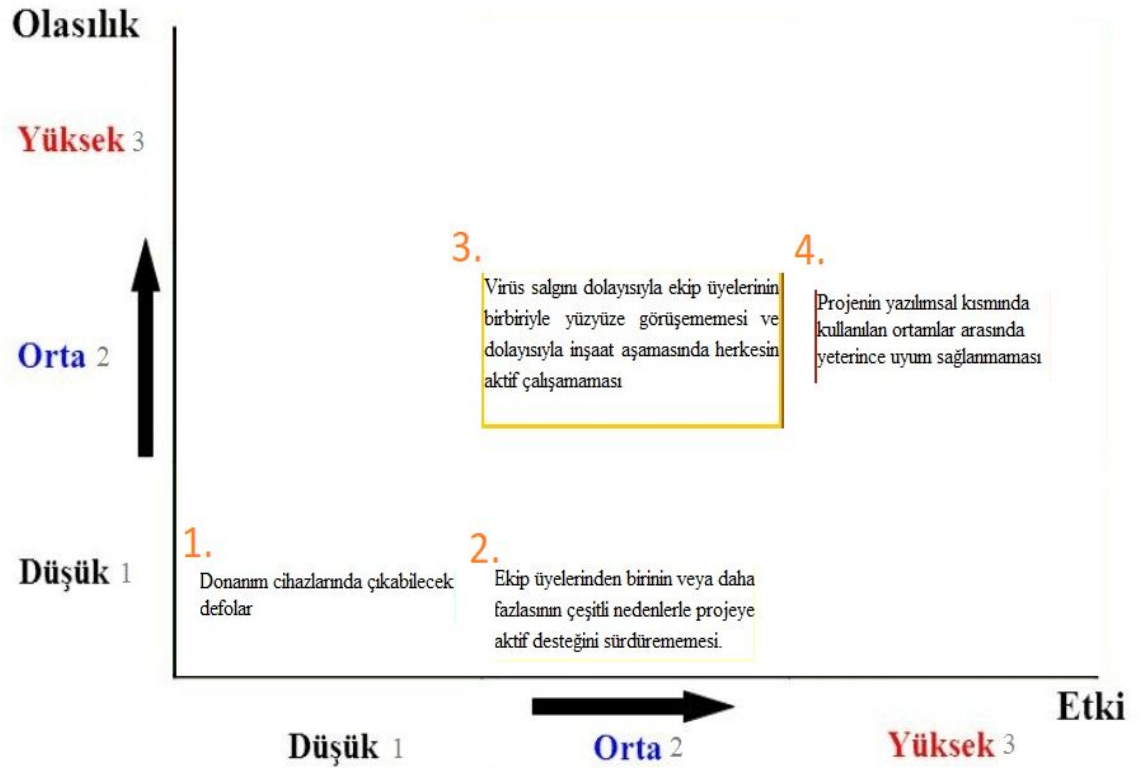 Olasılık
Yüksek 3
3.
4.
Virüs salgını dolayısıyla ekip üyelerinin
birbiriyle yüzyüze görüşememesi ve
dolayısıyla inşaat aşamasında herkesin
aktif çalışamaması
Projenin yazılımsal kısmında
kullanılan ortamlar arasında
yeterince uyum sağlanmaması
Orta 2
1.
2.
Düşük 1
Donanım cihazlarında çıkabilecek
defolar
Ekip üyelerinden birinin veya daha
fazlasının çeşitli nedenlerle projeye
aktif desteğini sürdürememesi.
Etki
Düşük 1
Orta 2
Yüksek 3